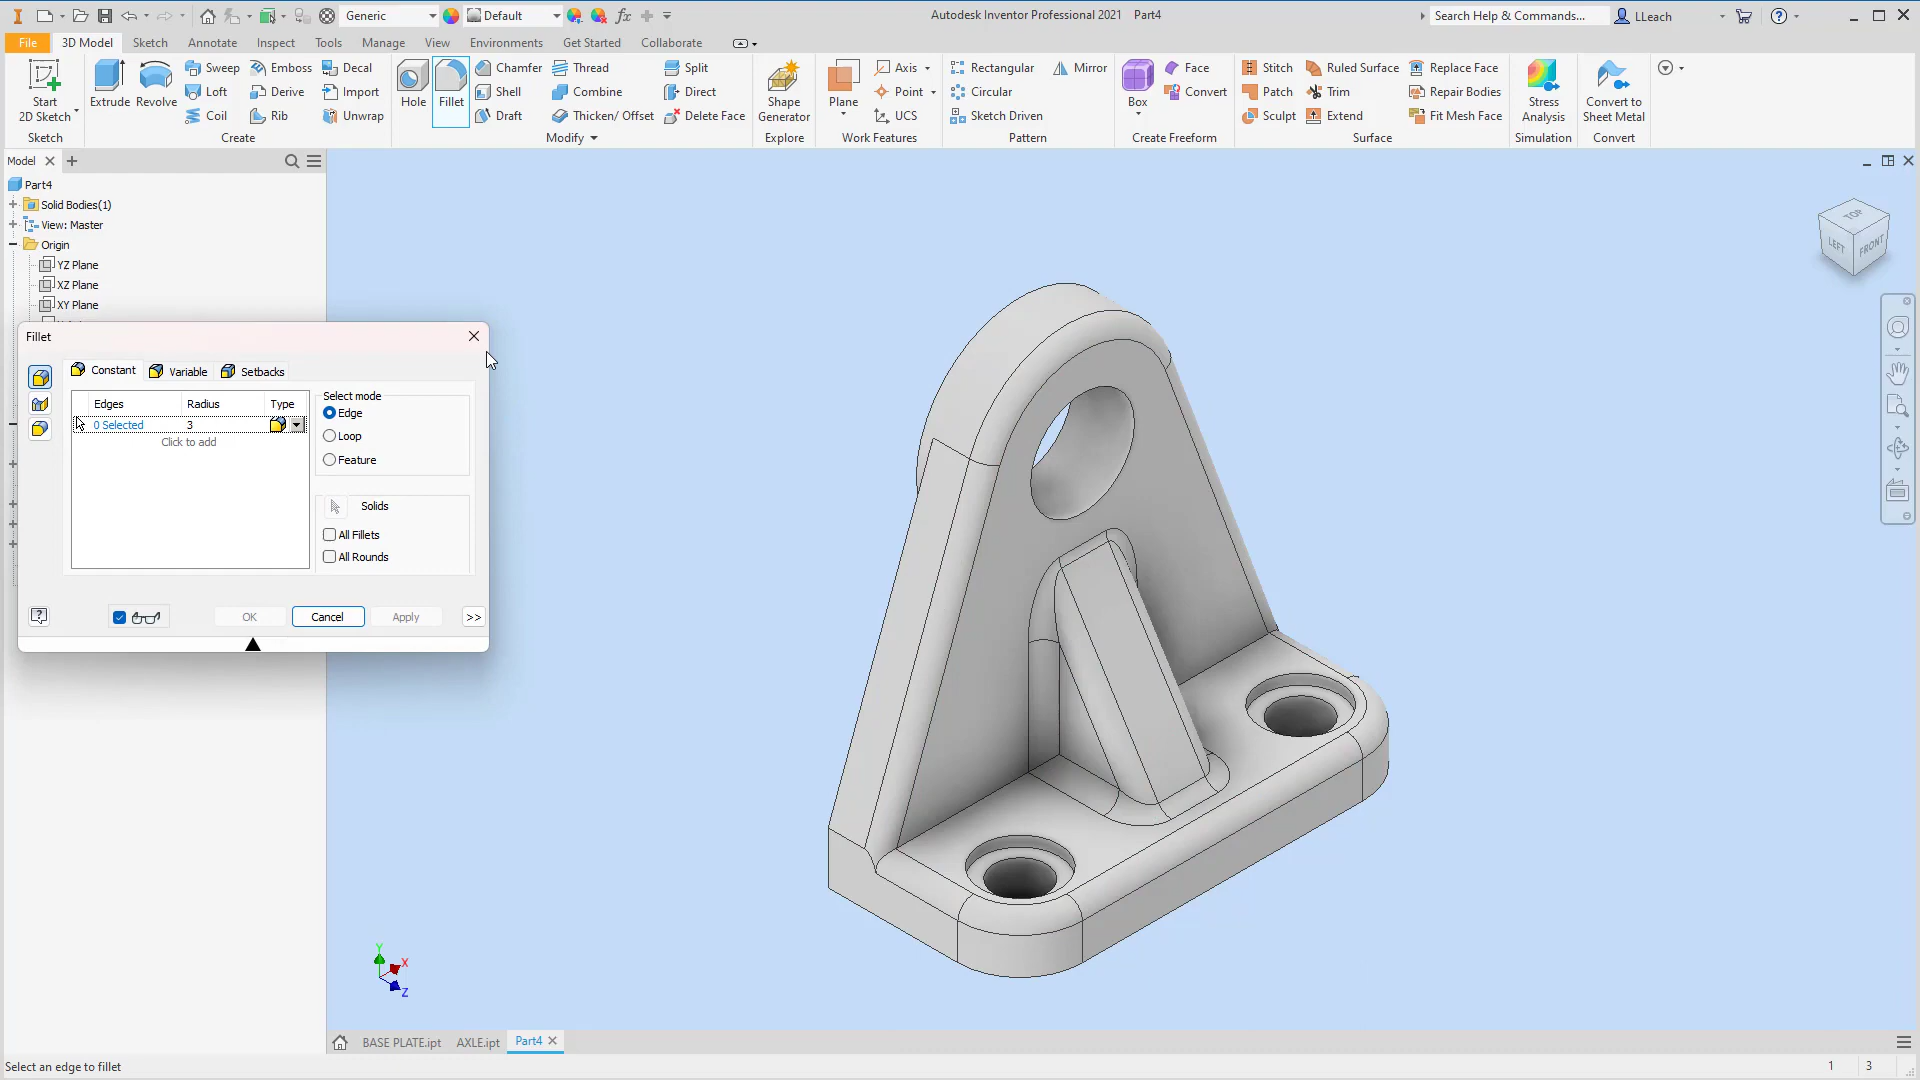 Generic
Default
Autodesk Inventor Professional 2021 Part4
Search Help & Commands...
LLeach
File
3D Model
Sketch
Annotate
Inspect
Tools
Manage
View
Environments
Get Started
Collaborate
Start
2D Sketch
Extrude
Revolve
Sweep
Loft
Coil
Emboss
Derive
Rib
Decal
Import
Unwrap
Hole
Fillet
Chamfer
Shell
Draft
Thread
Combine
Thicken/ Offset
Split
Direct
Delete Face
Shape
Generator
Plane
Axis
Point
UCS
Rectangular
Circular
Sketch Driven
Mirror
Box
Face
Convert
Stitch
Patch
Sculpt
Ruled Surface
Trim
Extend
Replace Face
Repair Bodies
Fit Mesh Face
Stress
Analysis
Convert to
Sheet Metal
Sketch
Create
Modify
Explore
Work Features
Pattern
Create Freeform
Surface
Simulation
Convert
Model
Part4
Solid Bodies(1)
View: Master
Origin
YZ Plane
XZ Plane
XY Plane
Fillet
Constant
Variable
Setbacks
Edges Radius Type
0 Selected 3
Click to add
Select mode
Edge
Loop
Feature
Solids
All Fillets
All Rounds
OK
Cancel
Apply
>>
TOP
LEFT
FRONT
Y
X
Z
BASE PLATE.ipt
AXLE.ipt
Part4
Select an edge to fillet
1
3